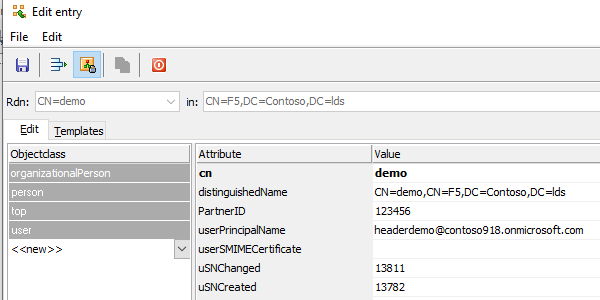 Edit entry
File Edit
Rdn: CN=demo in: CN=F5,DC=Contoso,DC=lds
Edit Templates
Objectclass Attribute Value
organizationalPerson cn demo
person distinguishedName CN=demo,CN=F5,DC=Contoso,DC=lds
top PartnerID 123456
user userPrincipalName headerdemo@contoso918.onmicrosoft.com
<<new>> userSMIMECertificate
uSNChanged 13811
uSNCreated 13782